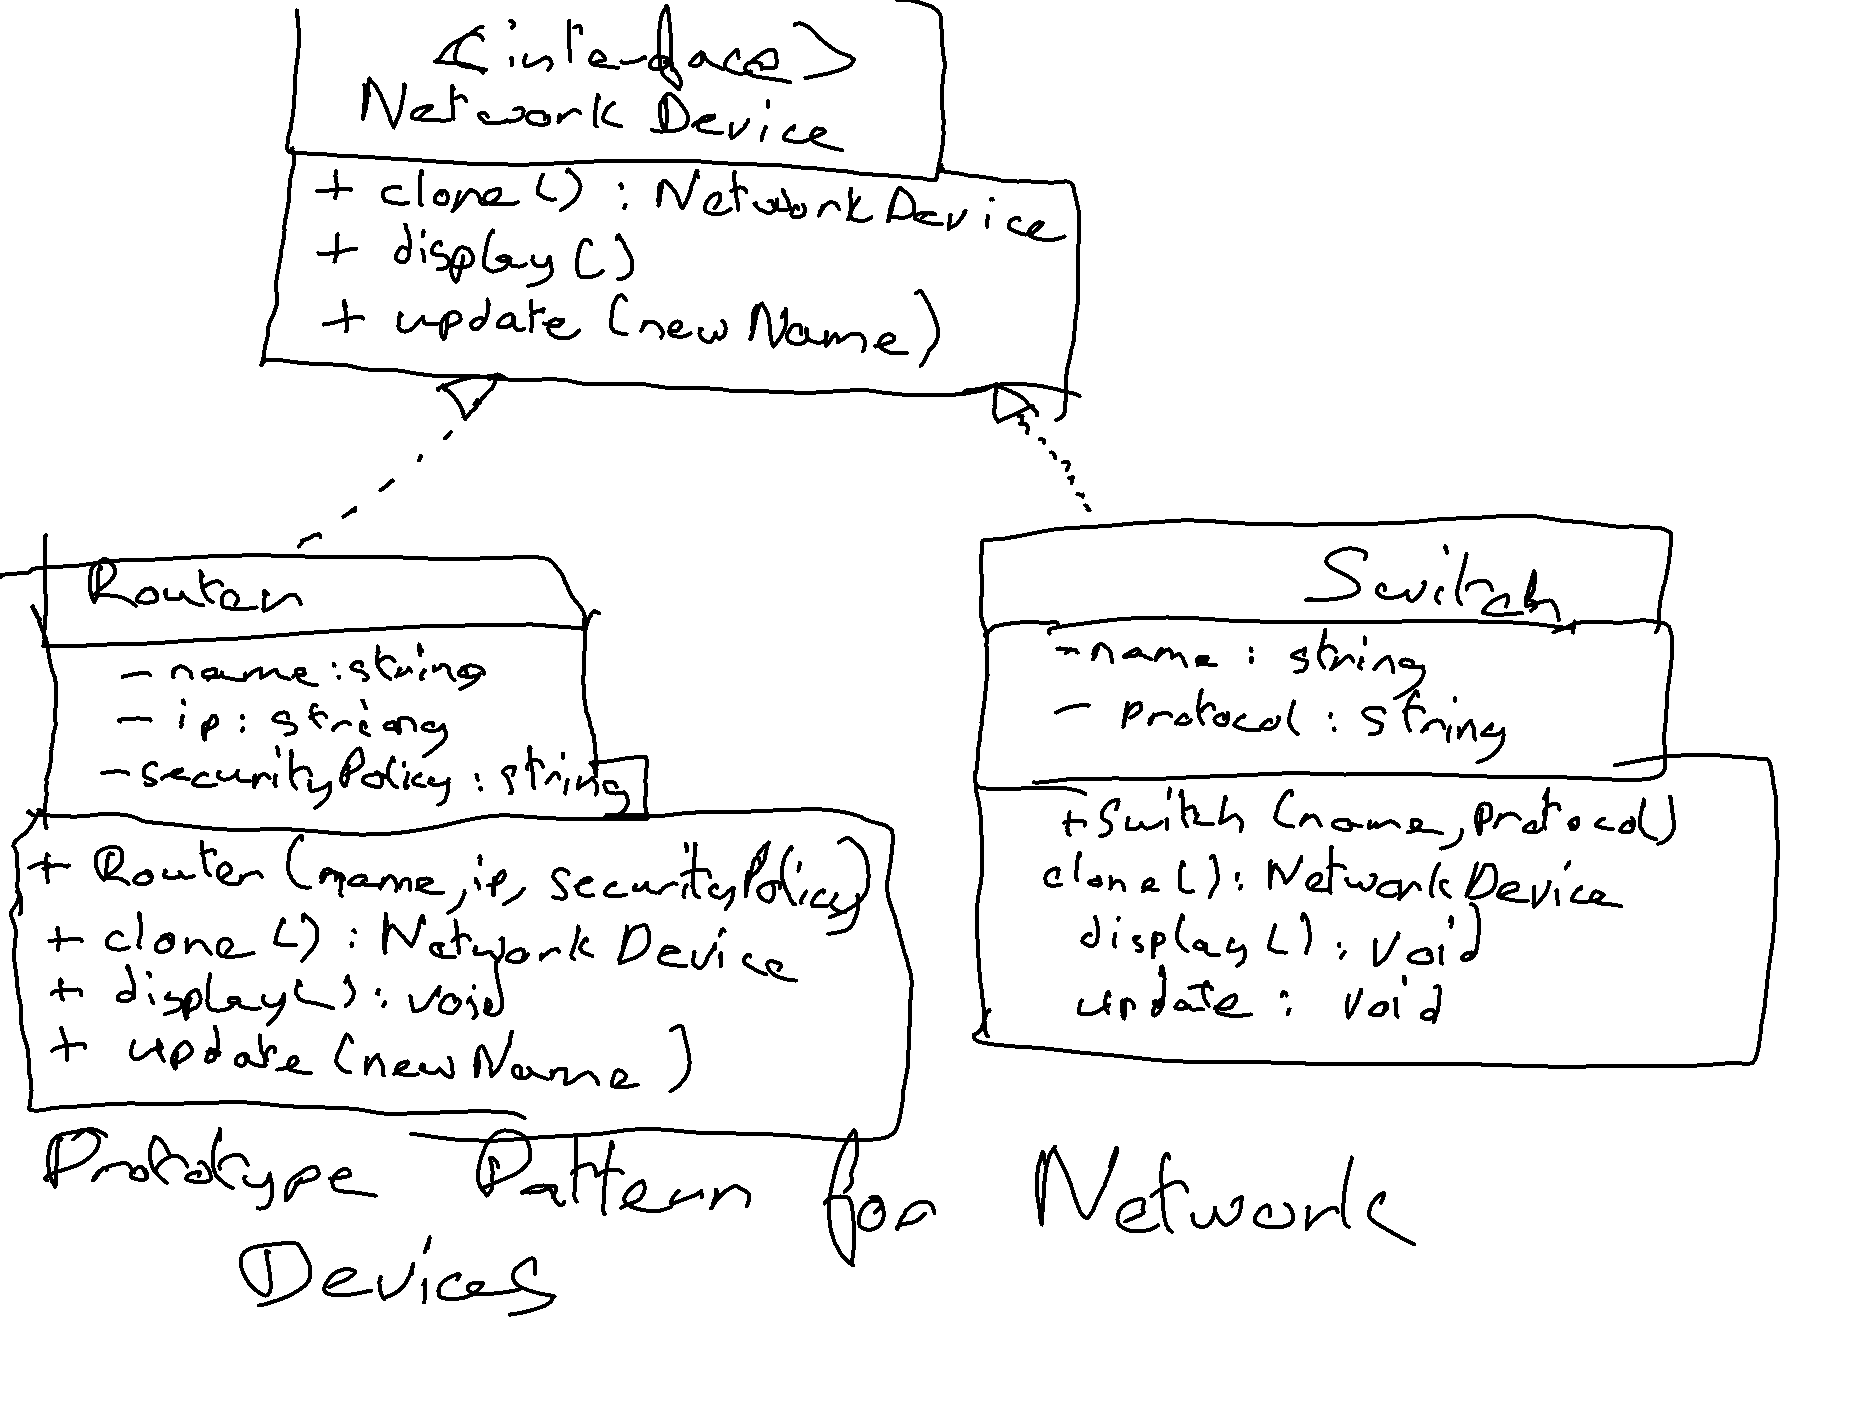 <interface>
Network Device
+ clone() : NetworkDevice
+ display()
+ update (newName)
Router
- name : string
- ip : string
- securityPolicy : string
+ Router (name, ip, securityPolicy)
+ clone() : Network Device
+ display() : void
+ update (newName)
Switch
- name : string
- protocol : string
+ Switch (name, protocol)
clone() : Network Device
display() : void
update : void
Prototype Pattern for Network
Devices